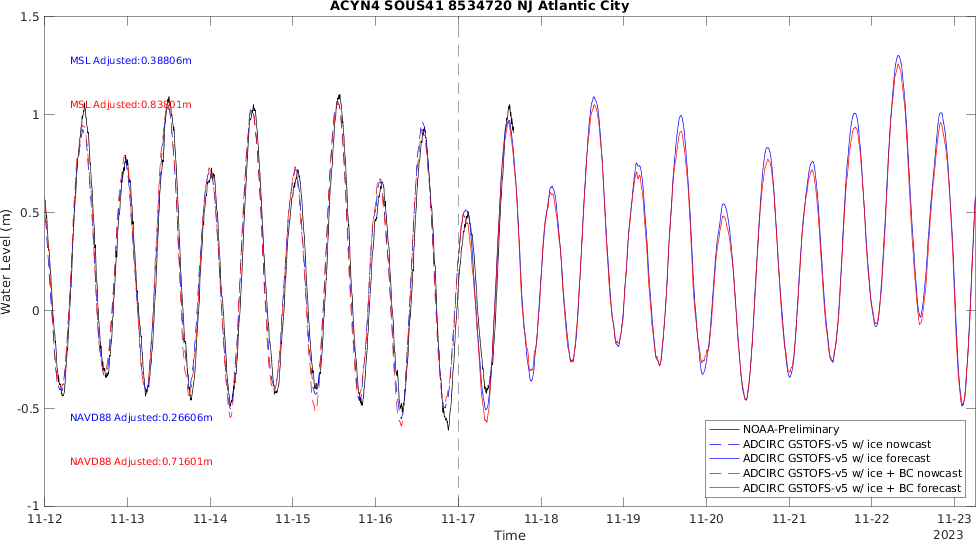 ACYN4 SOUS41 8534720 NJ Atlantic City
1.5
MSL Adjusted:0.38806m
MSL Adjusted:0.83801m
1
0.5
Water Level (m)
0
-0.5
NAVD88 Adjusted:0.26606m
NOAA-Preliminary
ADCIRC GSTOFS-v5 w/ ice nowcast
ADCIRC GSTOFS-v5 w/ ice forecast
NAVD88 Adjusted:0.71601m
ADCIRC GSTOFS-v5 w/ ice + BC nowcast
ADCIRC GSTOFS-v5 w/ ice + BC forecast
-1
11-12 11-13 11-14 11-15 11-16 11-17 11-18 11-19 11-20 11-21 11-22 11-23
Time
2023